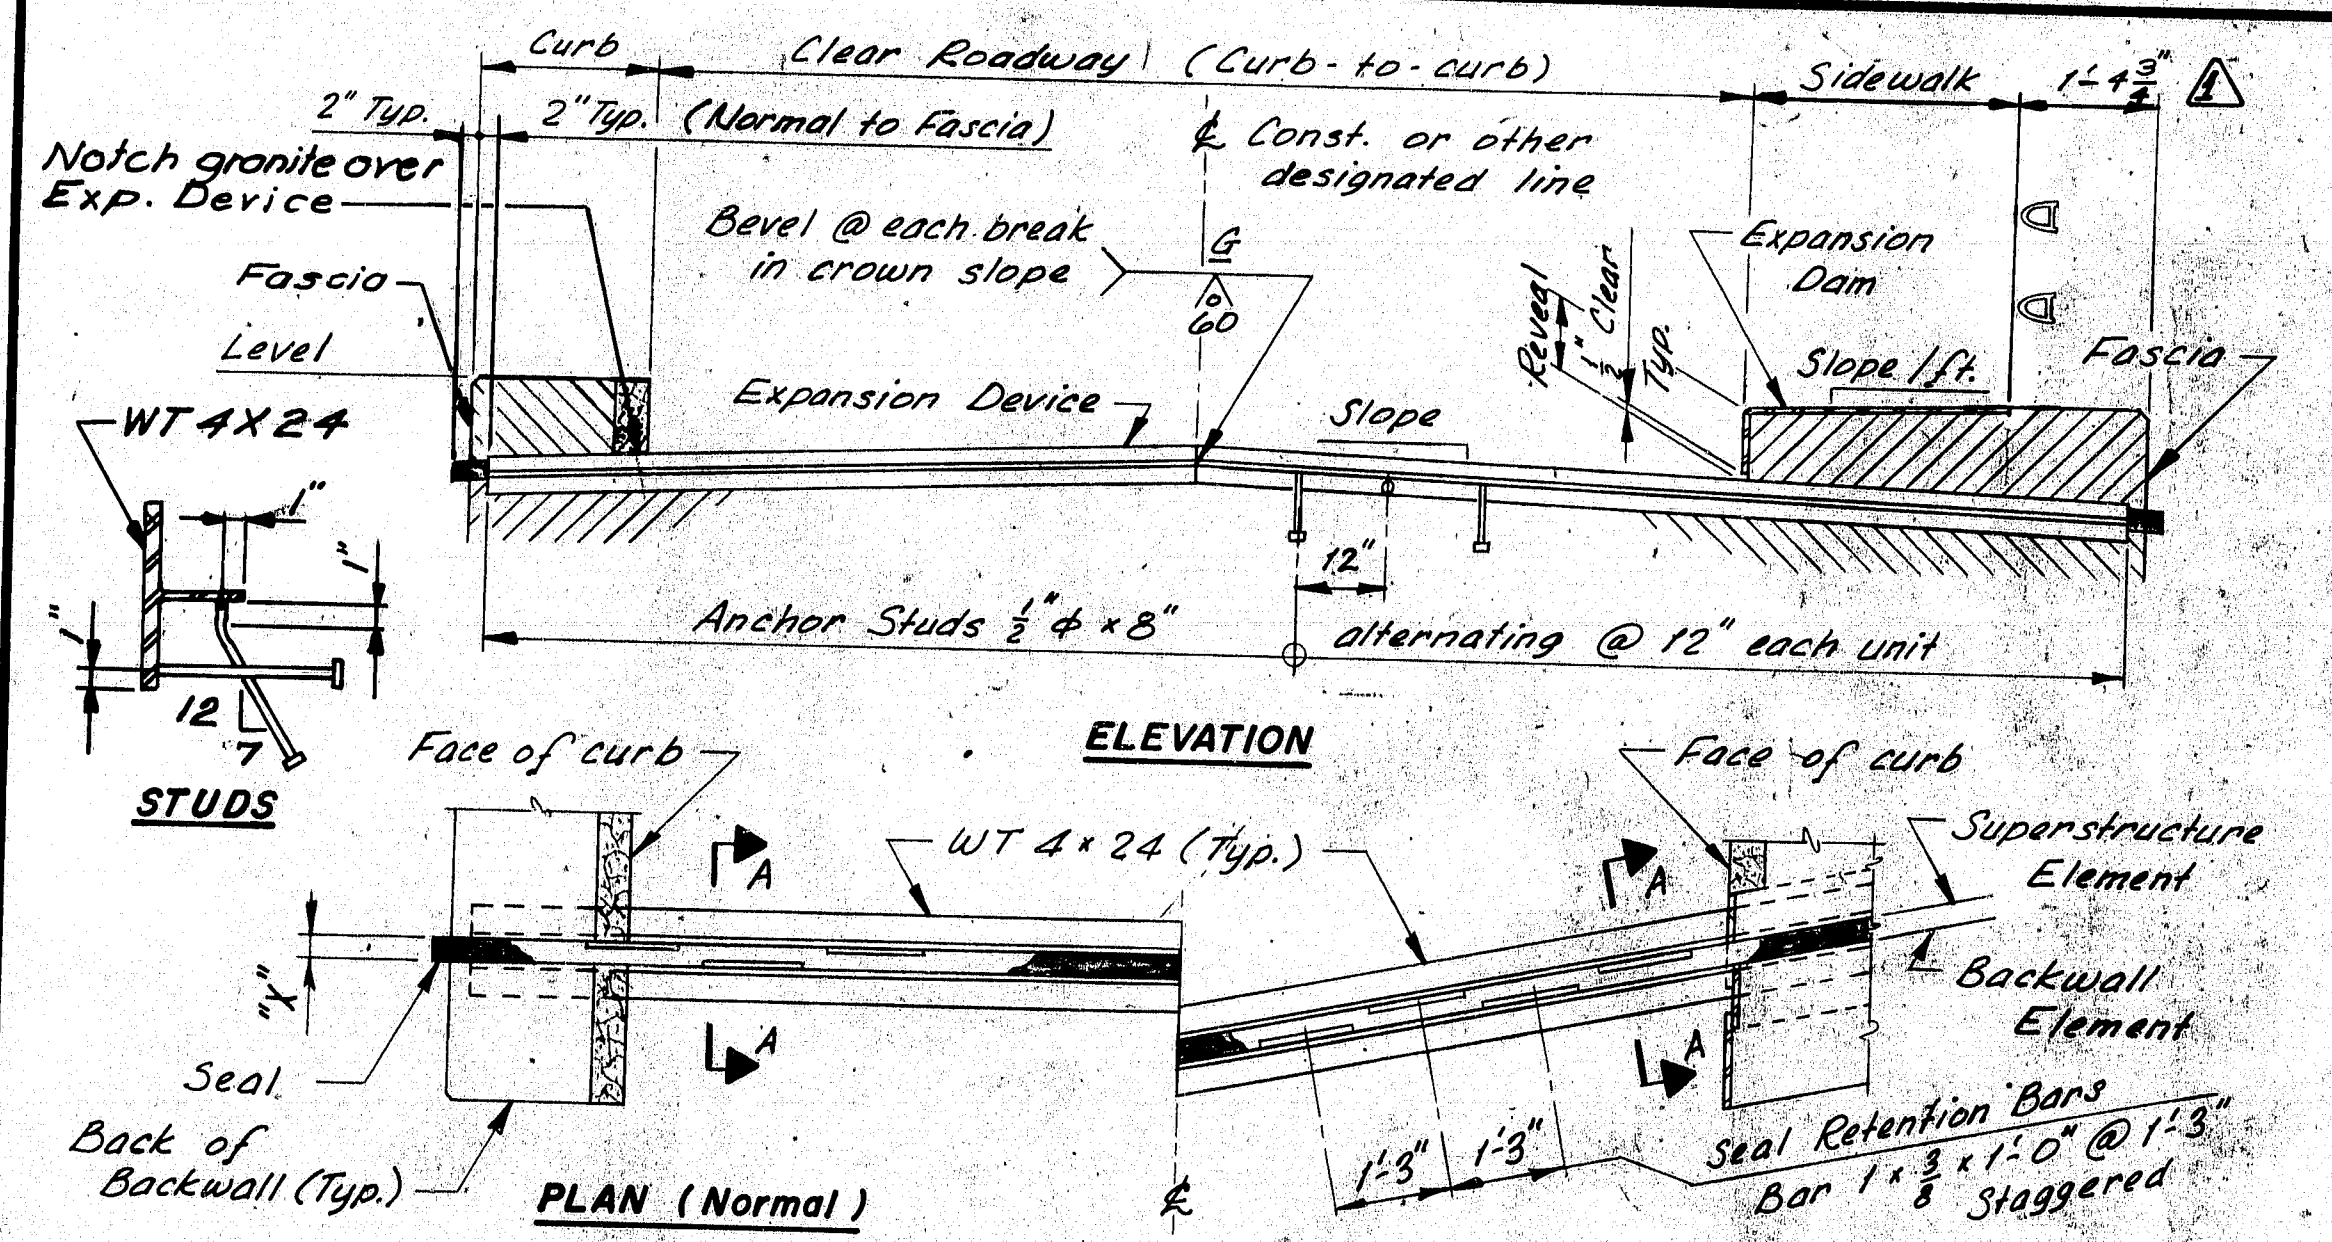 Curb
Clear Roadway (Curb-to-curb)
Sidewalk
1'-4 3/4"
1
2" Typ.
2" Typ. (Normal to Fascia)
Notch granite over
Exp. Device
℄ Const. or other
designated line
Bevel @ each break
in crown slope
G
0
60
Fascia
Level
Reveal
1/2" Clear
Typ.
Expansion
Dam
Slope / ft.
Fascia
WT 4X24
Expansion Device
Slope
1"
1"
1"
12"
Anchor Studs 1/2" ϕ x 8"
alternating @ 12" each unit
12
7
STUDS
ELEVATION
Face of curb
Face of curb
WT 4 x 24 (Typ.)
A
A
Superstructure
Element
"X"
A
A
Backwall
Element
Seal
Back of
Backwall (Typ.)
1'-3"
1'-3"
Seal Retention Bars
Bar 1 x 3/8 x 1'-0" @ 1'-3"
Staggered
PLAN (Normal)
℄